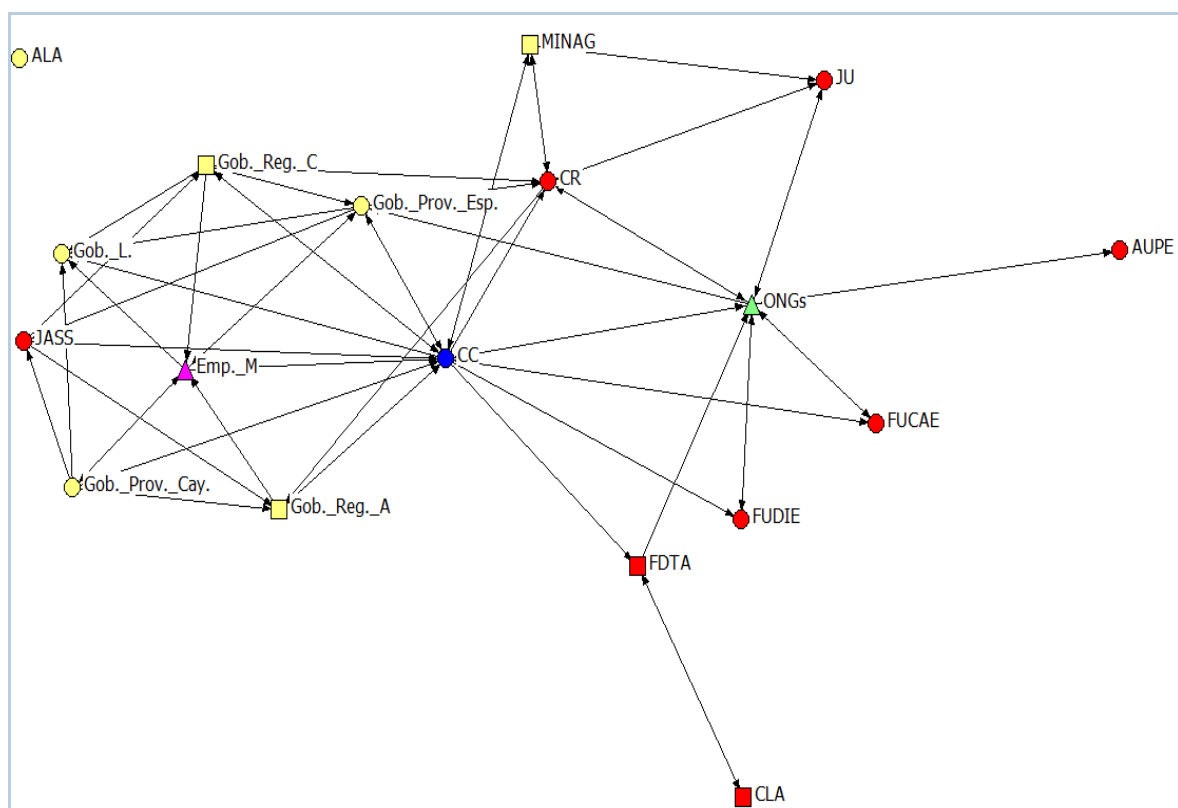 MINAG
ALA
JU
Gob._Reg._C
CR
Gob._Prov._Esp.
Gob._L.
AUPE
ONGs
JASS
CC
Emp._M
FUCAE
Gob._Prov._Cay.
Gob._Reg._A
FUDIE
FDTA
CLA